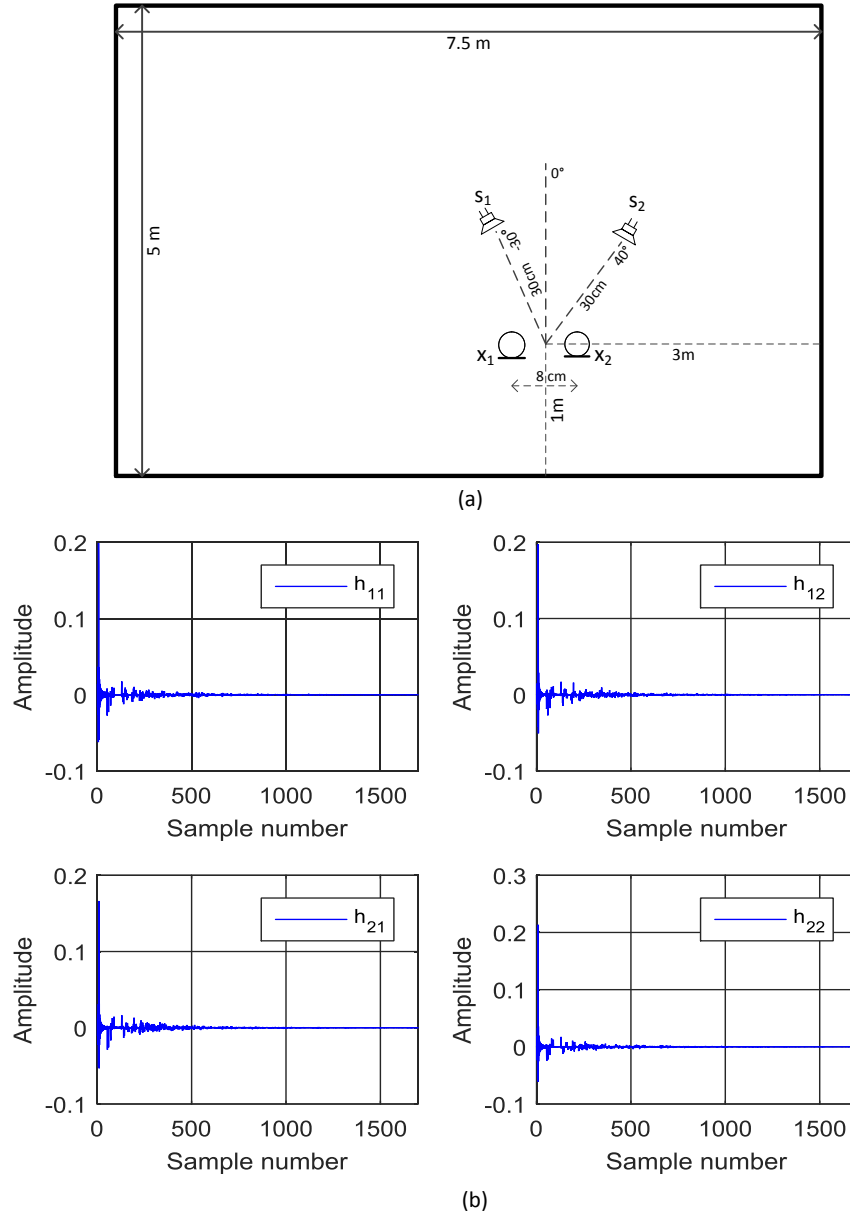 7.5 m
5 m
0°
S1
S2
-30°
40°
30cm
30cm
X1
X2
3m
8 cm
1m
(a)
0.2
0.1
0
-0.1
Amplitude
h11
0 500 1000 1500
Sample number
0.2
0.1
0
-0.1
Amplitude
h12
0 500 1000 1500
Sample number
0.2
0.1
0
-0.1
Amplitude
h21
0 500 1000 1500
Sample number
0.3
0.2
0.1
0
-0.1
Amplitude
h22
0 500 1000 1500
Sample number
(b)